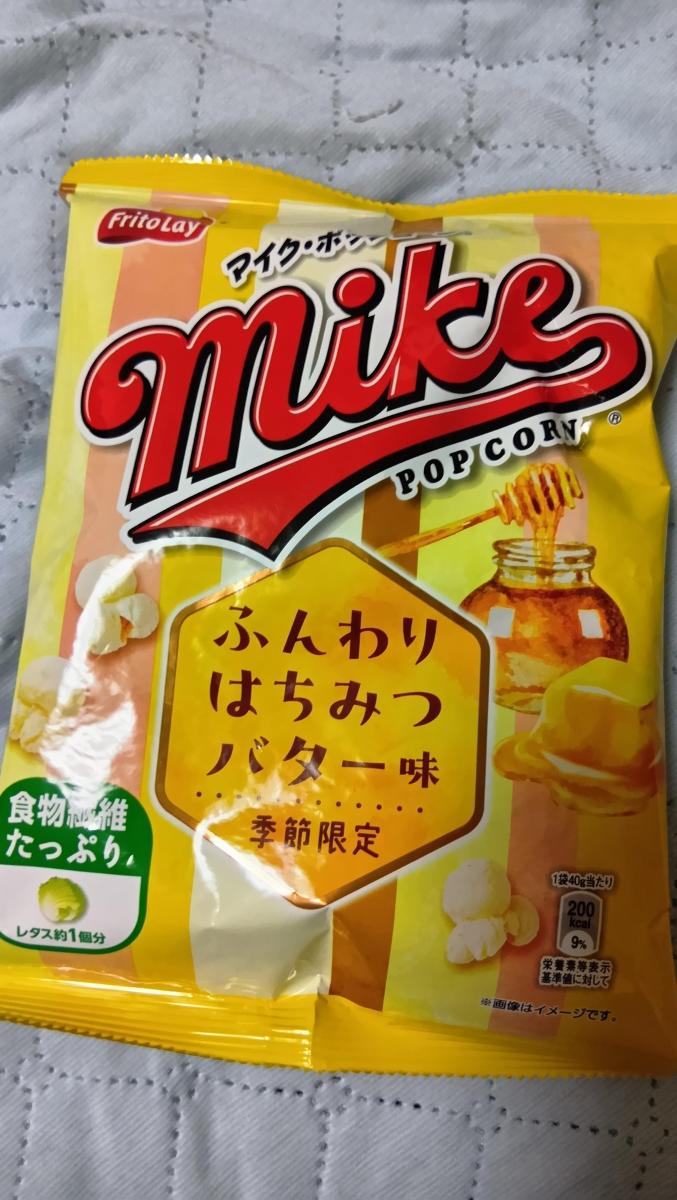 FritoLay
マイク・ポップ
mike
POPCORN®
ふんわり
はちみつ
バター味
季節限定
食物繊維
たっぷり
レタス約1個分
1袋40g当たり
200
kcal
9%
栄養素等表示
基準値に対して
※画像はイメージです。